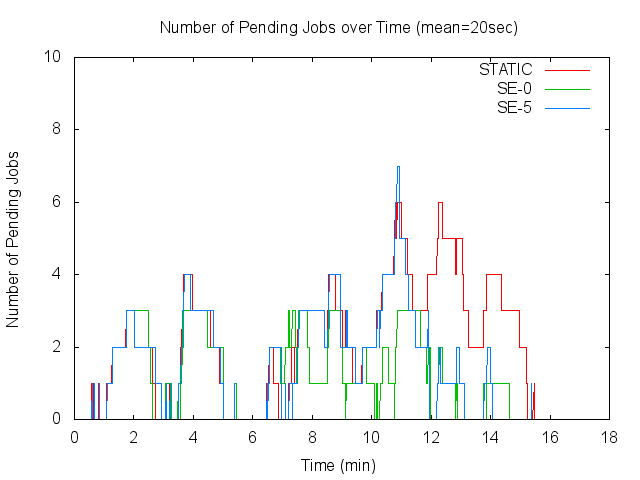 Number of Pending Jobs over Time (mean=20sec)
STATIC
SE-0
SE-5
10
8
6
4
2
0
Number of Pending Jobs
0 2 4 6 8 10 12 14 16 18
Time (min)